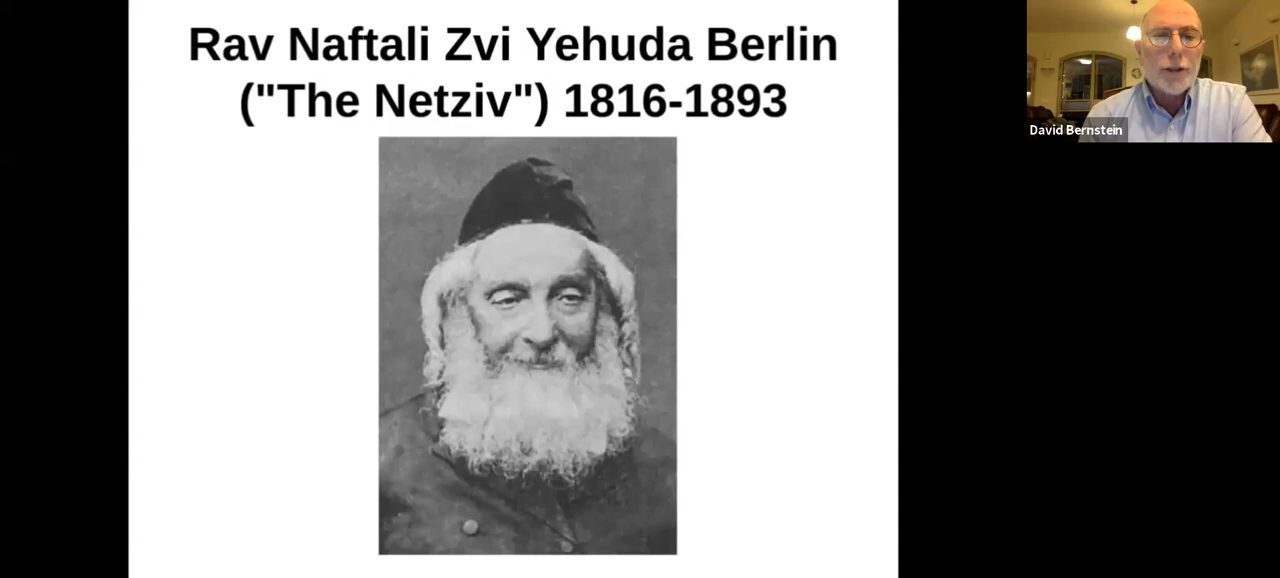 Rav Naftali Zvi Yehuda Berlin
("The Netziv") 1816-1893
David Bernstein